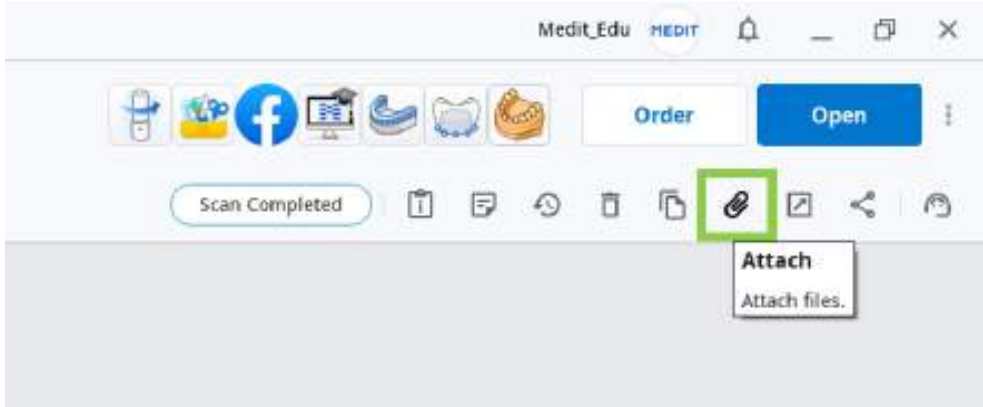 Medit_Edu MEDIT
Order Open
Scan Completed
Attach
Attach files.